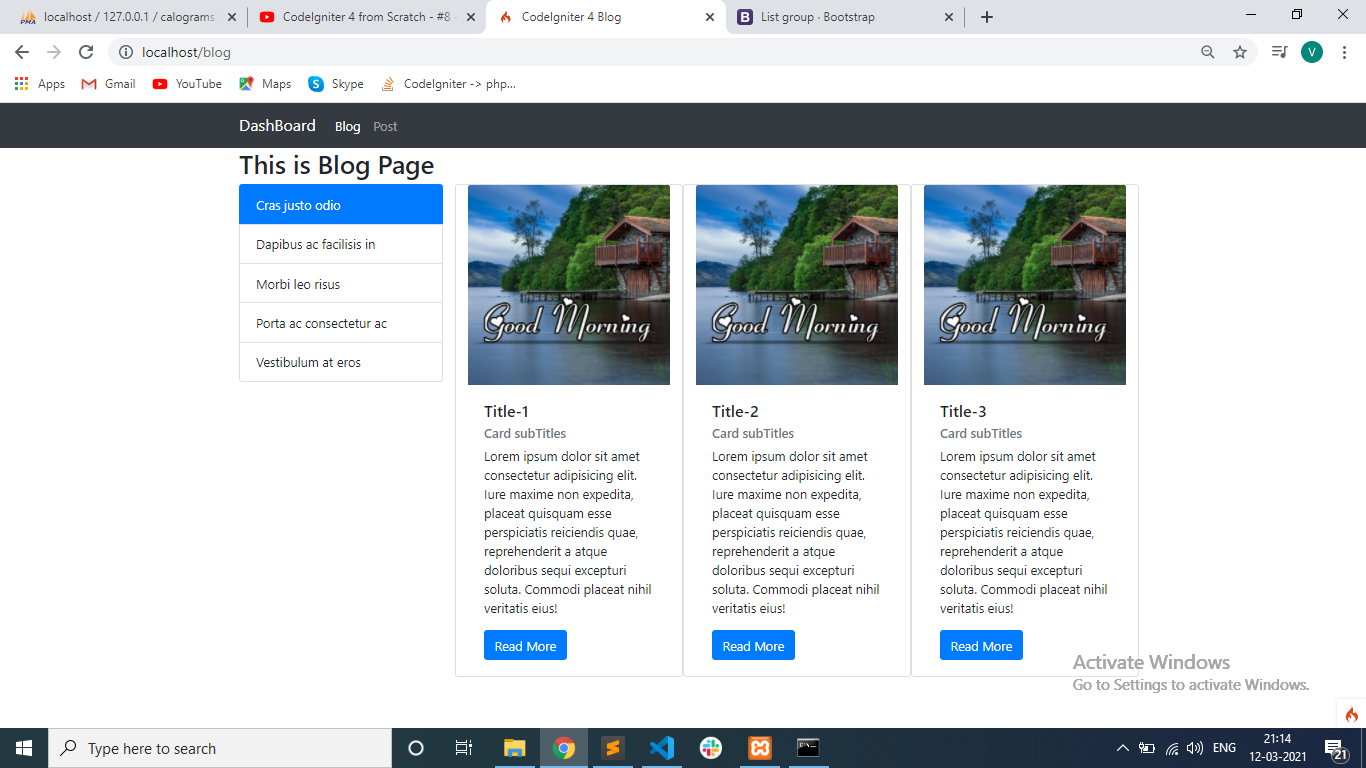 localhost / 127.0.0.1 / calograms
CodeIgniter 4 from Scratch - #8 -
CodeIgniter 4 Blog
List group · Bootstrap
localhost/blog
V
Apps
Gmail
YouTube
Maps
Skype
CodeIgniter -> php...
DashBoard
Blog
Post
This is Blog Page
Cras justo odio
Dapibus ac facilisis in
Morbi leo risus
Porta ac consectetur ac
Vestibulum at eros
Good Morning
Title-1
Card subTitles
Lorem ipsum dolor sit amet
consectetur adipisicing elit.
Iure maxime non expedita,
placeat quisquam esse
perspiciatis reiciendis quae,
reprehenderit a atque
doloribus sequi excepturi
soluta. Commodi placeat nihil
veritatis eius!
Read More
Good Morning
Title-2
Card subTitles
Lorem ipsum dolor sit amet
consectetur adipisicing elit.
Iure maxime non expedita,
placeat quisquam esse
perspiciatis reiciendis quae,
reprehenderit a atque
doloribus sequi excepturi
soluta. Commodi placeat nihil
veritatis eius!
Read More
Good Morning
Title-3
Card subTitles
Lorem ipsum dolor sit amet
consectetur adipisicing elit.
Iure maxime non expedita,
placeat quisquam esse
perspiciatis reiciendis quae,
reprehenderit a atque
doloribus sequi excepturi
soluta. Commodi placeat nihil
veritatis eius!
Read More
Activate Windows
Go to Settings to activate Windows.
Type here to search
ENG
21:14
12-03-2021
21
PMA
B